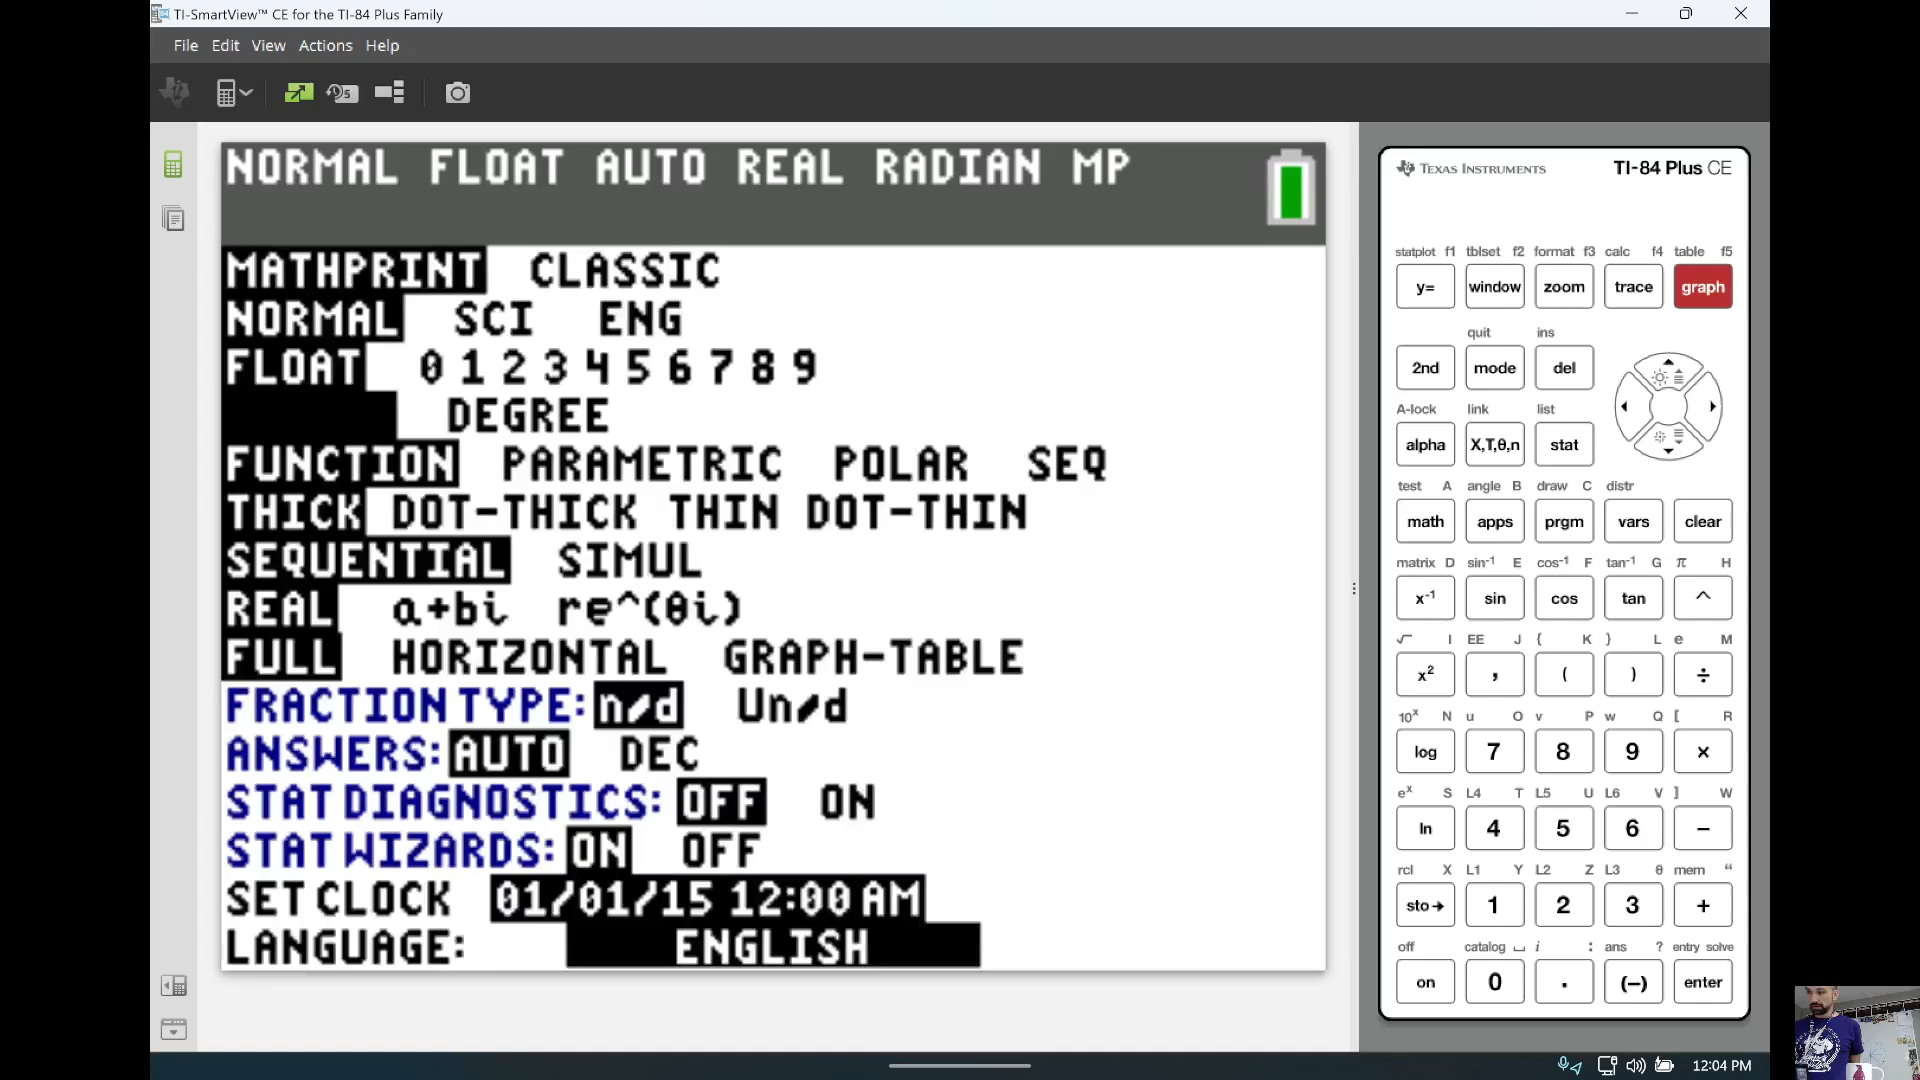 TI-SmartView™ CE for the TI-84 Plus Family
File Edit View Actions Help
NORMAL FLOAT AUTO REAL RADIAN MP
MATHPRINT CLASSIC
NORMAL SCI ENG
FLOAT 0 1 2 3 4 5 6 7 8 9
DEGREE
FUNCTION PARAMETRIC POLAR SEQ
THICK DOT-THICK THIN DOT-THIN
SEQUENTIAL SIMUL
REAL a+bi re^(θi)
FULL HORIZONTAL GRAPH-TABLE
FRACTION TYPE: n/d Un/d
ANSWERS: AUTO DEC
STAT DIAGNOSTICS: OFF ON
STAT WIZARDS: ON OFF
SET CLOCK 01/01/15 12:00 AM
LANGUAGE: ENGLISH
TEXAS INSTRUMENTS TI-84 Plus CE
statplot f1 tblset f2 format f3 calc f4 table f5
y= window zoom trace graph
quit ins
2nd mode del
A-lock link list
alpha X,T,θ,n stat
test A angle B draw C distr
math apps prgm vars clear
matrix D sin-1 E cos-1 F tan-1 G π H
x-1 sin cos tan ^
√ I EE J { K } L e M
x² , ( ) ÷
10ˣ N u O v P w Q [ R
log 7 8 9 ×
eˣ S L4 T L5 U L6 V ] W
ln 4 5 6 −
rcl X L1 Y L2 Z L3 θ mem “
sto→ 1 2 3 +
off catalog ⎵ i : ans ? entry solve
on 0 . (−) enter
12:04 PM